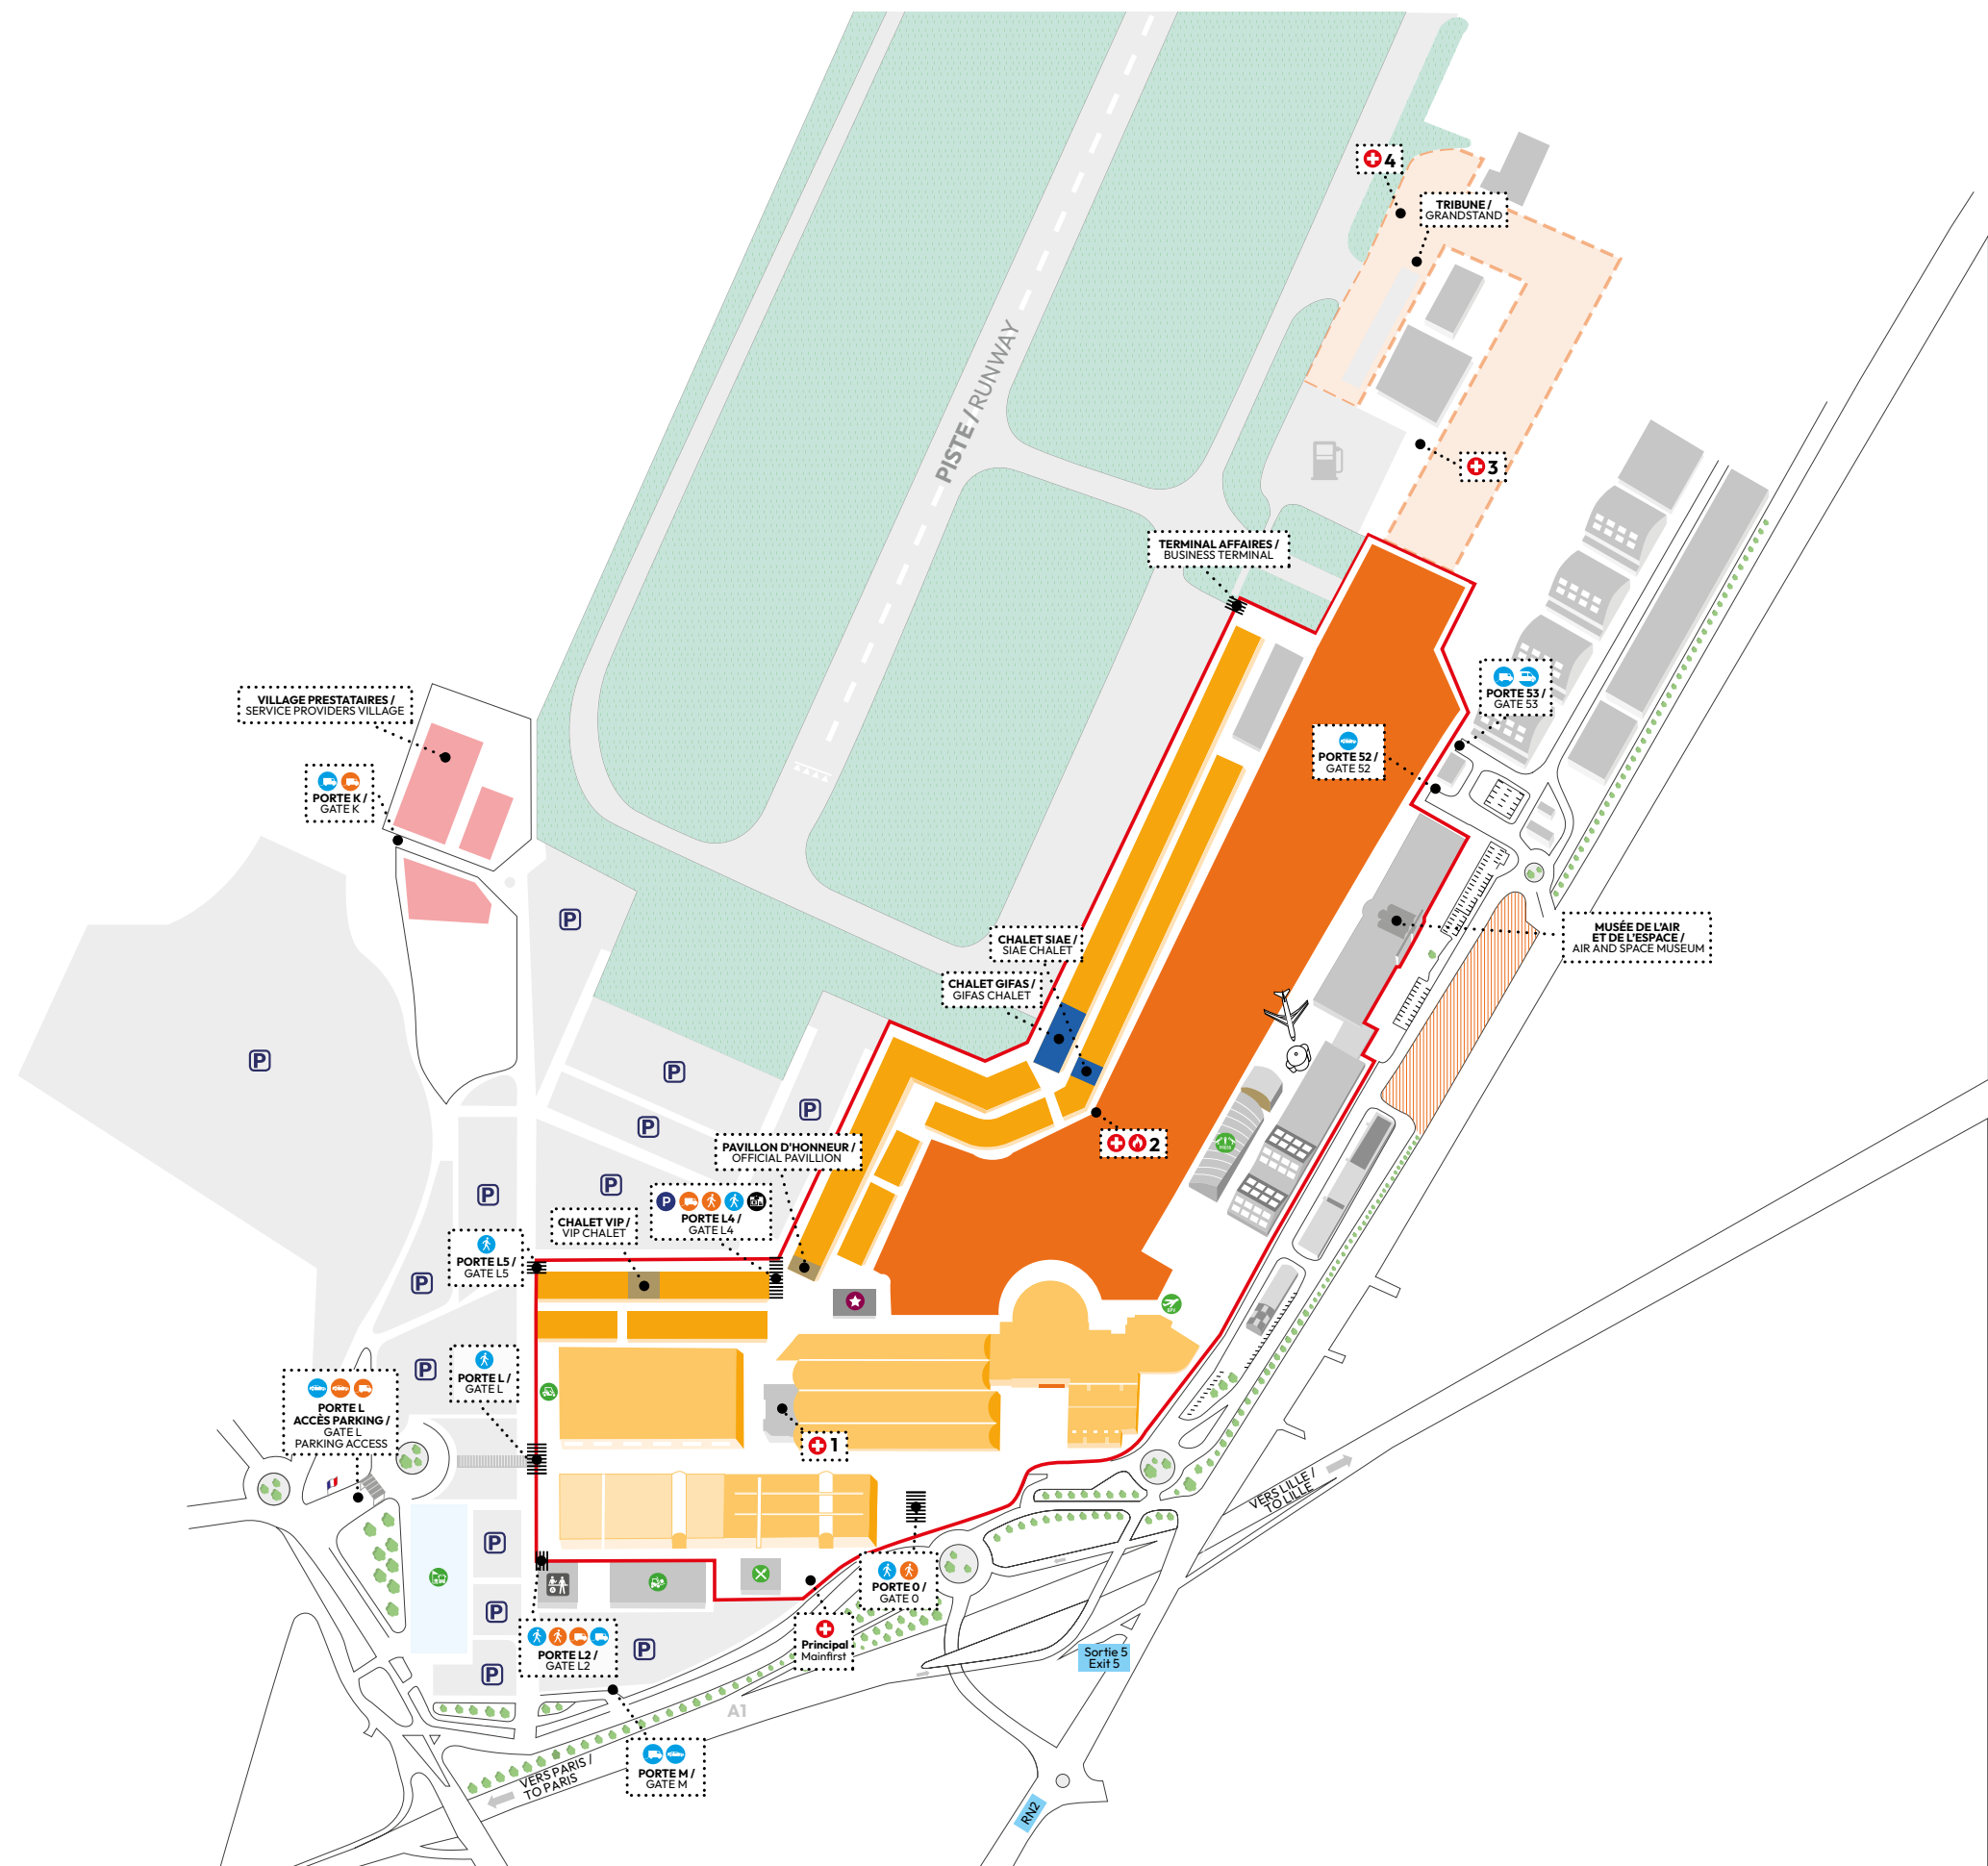 4
TRIBUNE /
GRANDSTAND
PISTE / RUNWAY
3
TERMINAL AFFAIRES /
BUSINESS TERMINAL
VILLAGE PRESTATAIRES /
SERVICE PROVIDERS VILLAGE
PORTE 53 /
GATE 53
PORTE 52 /
GATE 52
PORTE K /
GATE K
P
MUSÉE DE L'AIR
ET DE L'ESPACE /
AIR AND SPACE MUSEUM
CHALET SIAE /
SIAE CHALET
CHALET GIFAS /
GIFAS CHALET
P
P
P
P
2
PAVILLON D'HONNEUR /
OFFICIAL PAVILLION
P
P
P
PORTE L4 /
GATE L4
CHALET VIP /
VIP CHALET
PORTE L5 /
GATE L5
P
P
PORTE L /
GATE L
PORTE L
ACCÈS PARKING /
GATE L
PARKING ACCESS
1
VERS LILLE /
TO LILLE
P
PORTE 0 /
GATE 0
P
Principal
Mainfirst
PORTE L2 /
GATE L2
P
P
Sortie 5
Exit 5
A1
PORTE M /
GATE M
VERS PARIS /
TO PARIS
RN2